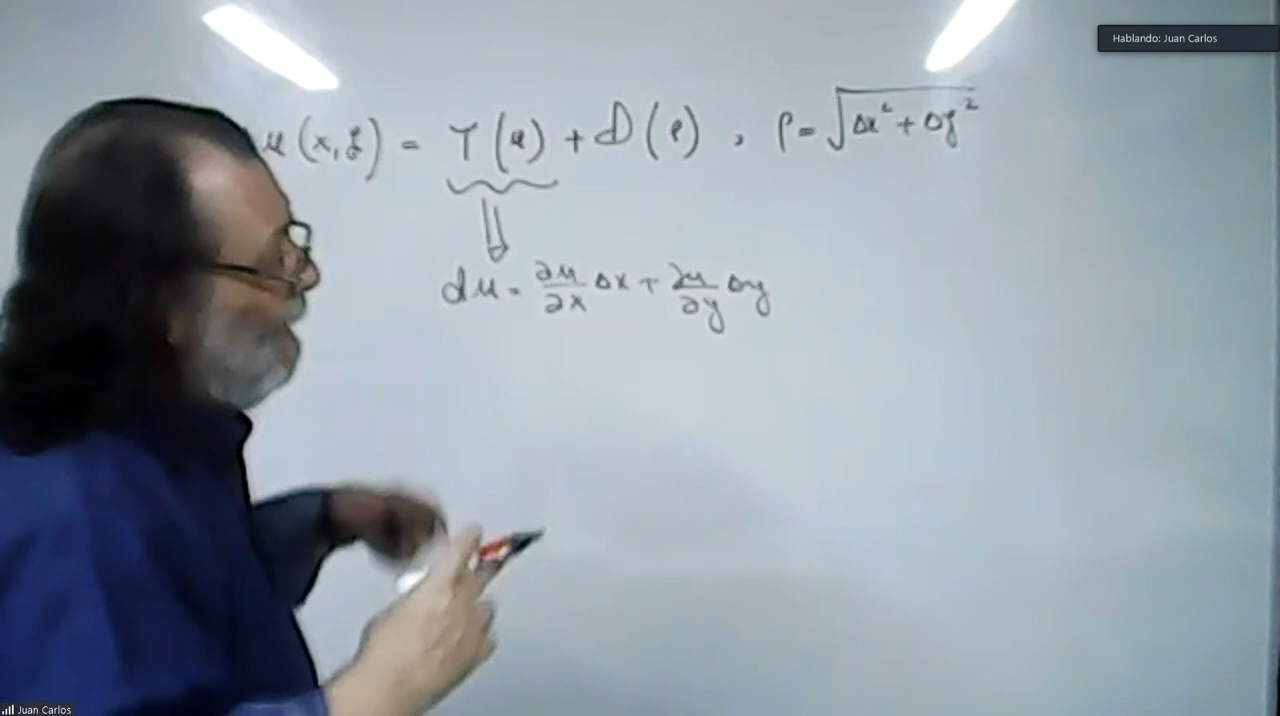 Hablando: Juan Carlos
u(x,y) = T(u) + D(ρ) , ρ = √(Δx² + Δy²)
⇓
du = ∂u/∂x Δx + ∂u/∂y Δy
Juan Carlos